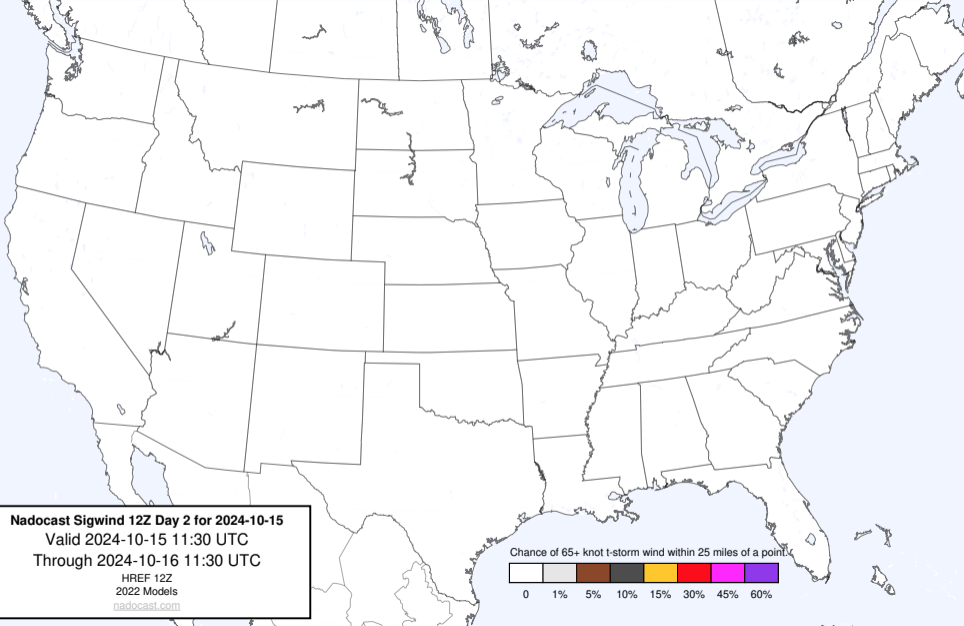 Nadocast Sigwind 12Z Day 2 for 2024-10-15
Valid 2024-10-15 11:30 UTC
Through 2024-10-16 11:30 UTC
HREF 12Z
2022 Models
nadocast.com
Chance of 65+ knot t-storm wind within 25 miles of a point.
0 1% 5% 10% 15% 30% 45% 60%